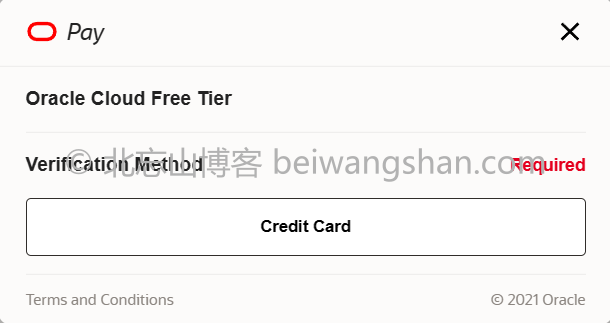 Pay
Oracle Cloud Free Tier
Verification Method Required
© 北忘山博客 beiwangshan.com
Credit Card
Terms and Conditions © 2021 Oracle